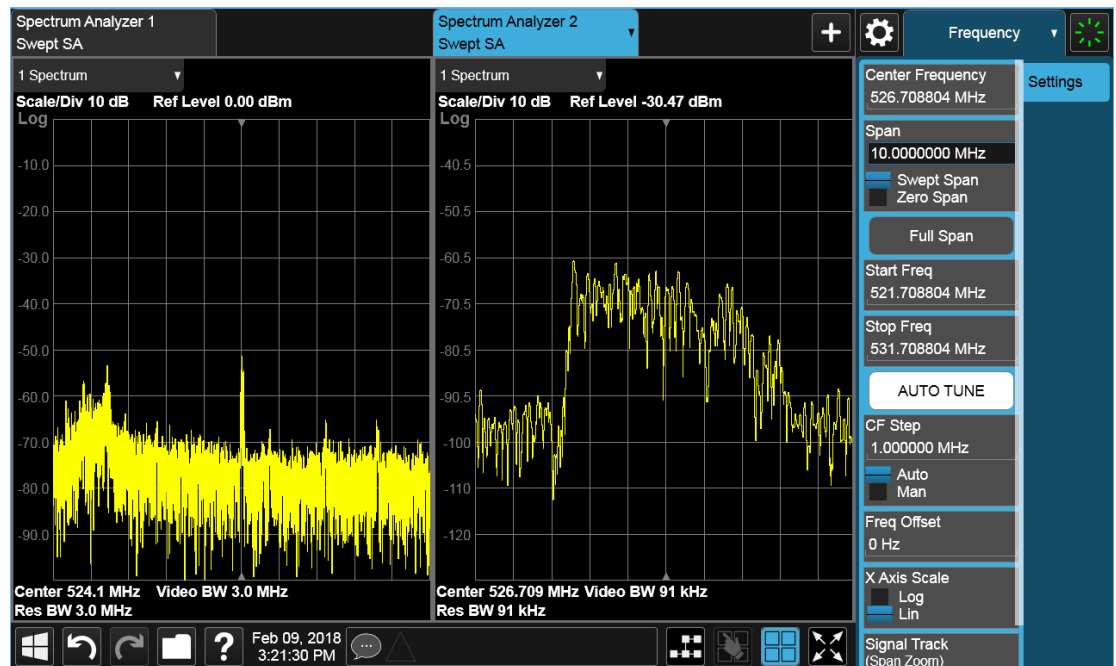 Spectrum Analyzer 1
Swept SA
Spectrum Analyzer 2
Swept SA
+
Frequency
1 Spectrum
Scale/Div 10 dB Ref Level 0.00 dBm
Log
-10.0
-20.0
-30.0
-40.0
-50.0
-60.0
-70.0
-80.0
-90.0
Center 524.1 MHz Video BW 3.0 MHz
Res BW 3.0 MHz
1 Spectrum
Scale/Div 10 dB Ref Level -30.47 dBm
Log
-40.5
-50.5
-60.5
-70.5
-80.5
-90.5
-100
-110
-120
Center 526.709 MHz Video BW 91 kHz
Res BW 91 kHz
Center Frequency
526.708804 MHz
Settings
Span
10.0000000 MHz
Swept Span
Zero Span
Full Span
Start Freq
521.708804 MHz
Stop Freq
531.708804 MHz
AUTO TUNE
CF Step
1.000000 MHz
Auto
Man
Freq Offset
0 Hz
X Axis Scale
Log
Lin
Signal Track
(Span Zoom)
?
Feb 09, 2018
3:21:30 PM